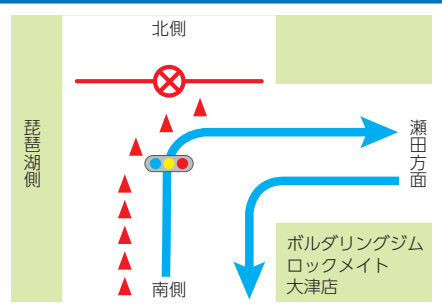 北側
琵琶湖側
瀬田方面
ボルダリングジム
ロックメイト
大津店
南側